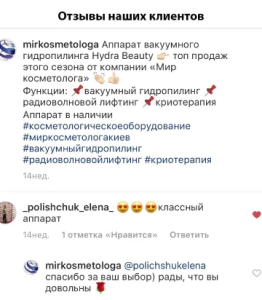 Отзывы наших клиентов
mirkosmetologa Аппарат вакуумного
гидропилинга Hydra Beauty 👉🏻 топ продаж
этого сезона от компании «Мир
косметолога» 👏🏻👍🏻
Функции: 📌вакуумный гидропилинг 📌
радиоволновой лифтинг 📌криотерапия
Аппарат в наличии
#косметологическоеоборудование
#миркосметологакиев
#вакуумныйгидропилинг
#радиоволновойлифтинг #криотерапия
14нед.
_polishchuk_elena_ 😍😍😍классный
аппарат
14нед. 1 отметка «Нравится» Ответить
mirkosmetologa @polichshukelena
спасибо за ваш выбор) рады, что вы
довольны 🌹